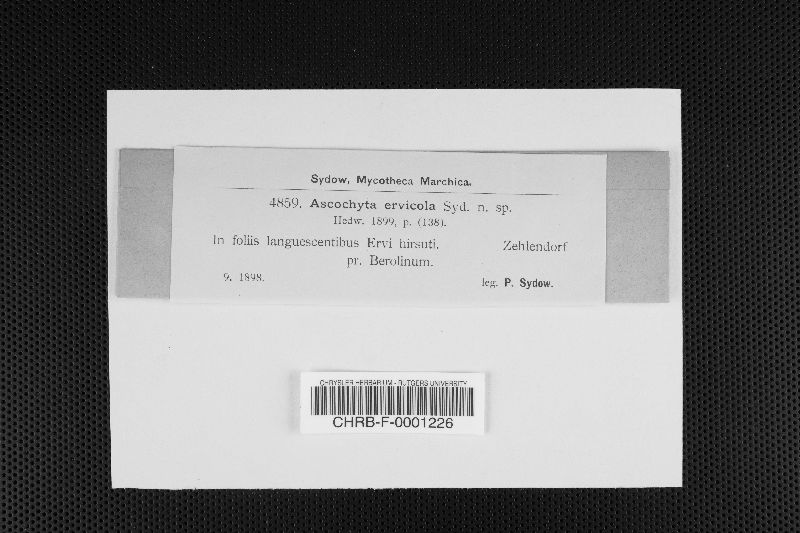 Sydow, Mycotheca Marchica.
4859. Ascochyta ervicola Syd. n. sp.
Hedw. 1899, p. (138).
In foliis languescentibus Ervi hirsuti. Zehlendorf
pr. Berolinum.
9. 1898. leg. P. Sydow.
CHRYSLER HERBARIUM - RUTGERS UNIVERSITY
CHRB-F-0001226